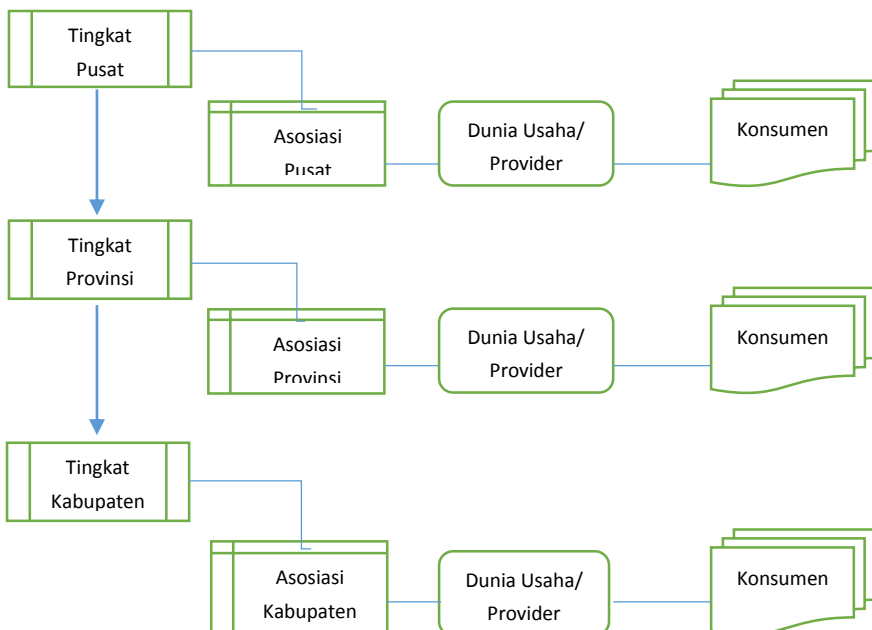 Tingkat
Pusat
Asosiasi
Pusat
Dunia Usaha/
Provider
Konsumen
Tingkat
Provinsi
Asosiasi
Provinsi
Dunia Usaha/
Provider
Konsumen
Tingkat
Kabupaten
Asosiasi
Kabupaten
Dunia Usaha/
Provider
Konsumen